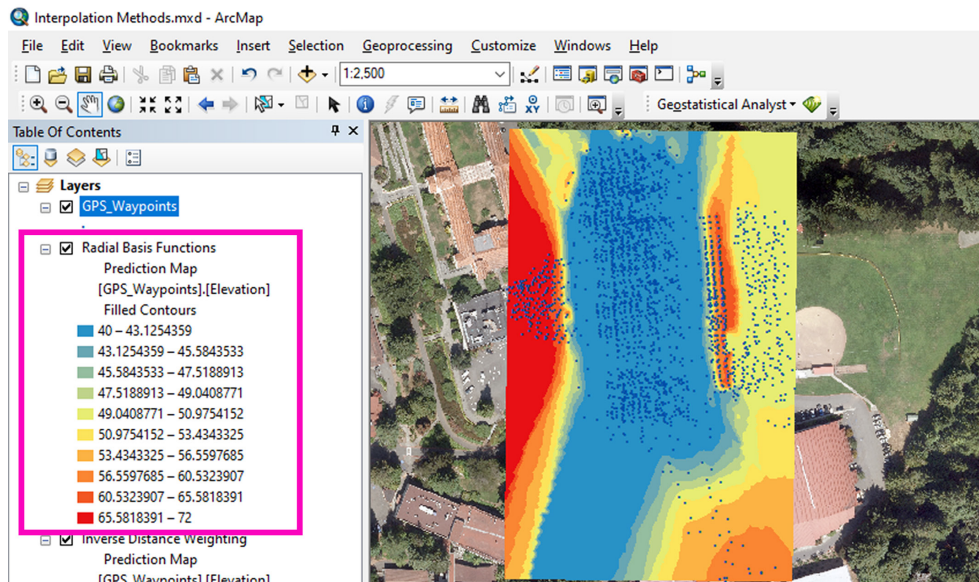 Interpolation Methods.mxd - ArcMap
File Edit View Bookmarks Insert Selection Geoprocessing Customize Windows Help
1:2,500
Geostatistical Analyst
Table Of Contents
Layers
GPS_Waypoints
Radial Basis Functions
Prediction Map
[GPS_Waypoints].[Elevation]
Filled Contours
40 – 43.1254359
43.1254359 – 45.5843533
45.5843533 – 47.5188913
47.5188913 – 49.0408771
49.0408771 – 50.9754152
50.9754152 – 53.4343325
53.4343325 – 56.5597685
56.5597685 – 60.5323907
60.5323907 – 65.5818391
65.5818391 – 72
Inverse Distance Weighting
Prediction Map
[GPS_Waypoints].[Elevation]